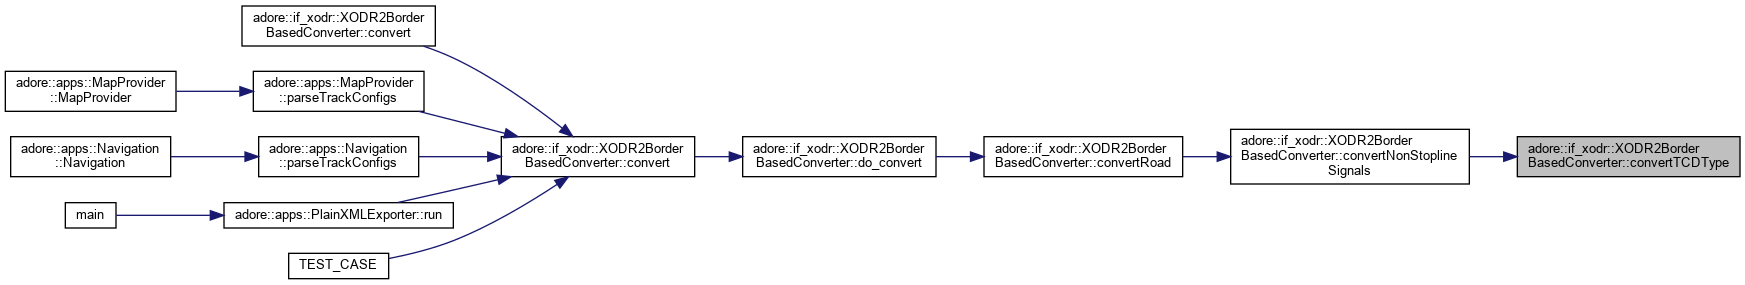 adore::if_xodr::XODR2Border
BasedConverter::convert
adore::apps::MapProvider
::MapProvider
adore::apps::MapProvider
::parseTrackConfigs
adore::apps::Navigation
::Navigation
adore::apps::Navigation
::parseTrackConfigs
main
adore::apps::PlainXMLExporter::run
TEST_CASE
adore::if_xodr::XODR2Border
BasedConverter::convert
adore::if_xodr::XODR2Border
BasedConverter::do_convert
adore::if_xodr::XODR2Border
BasedConverter::convertRoad
adore::if_xodr::XODR2Border
BasedConverter::convertNonStopline
Signals
adore::if_xodr::XODR2Border
BasedConverter::convertTCDType